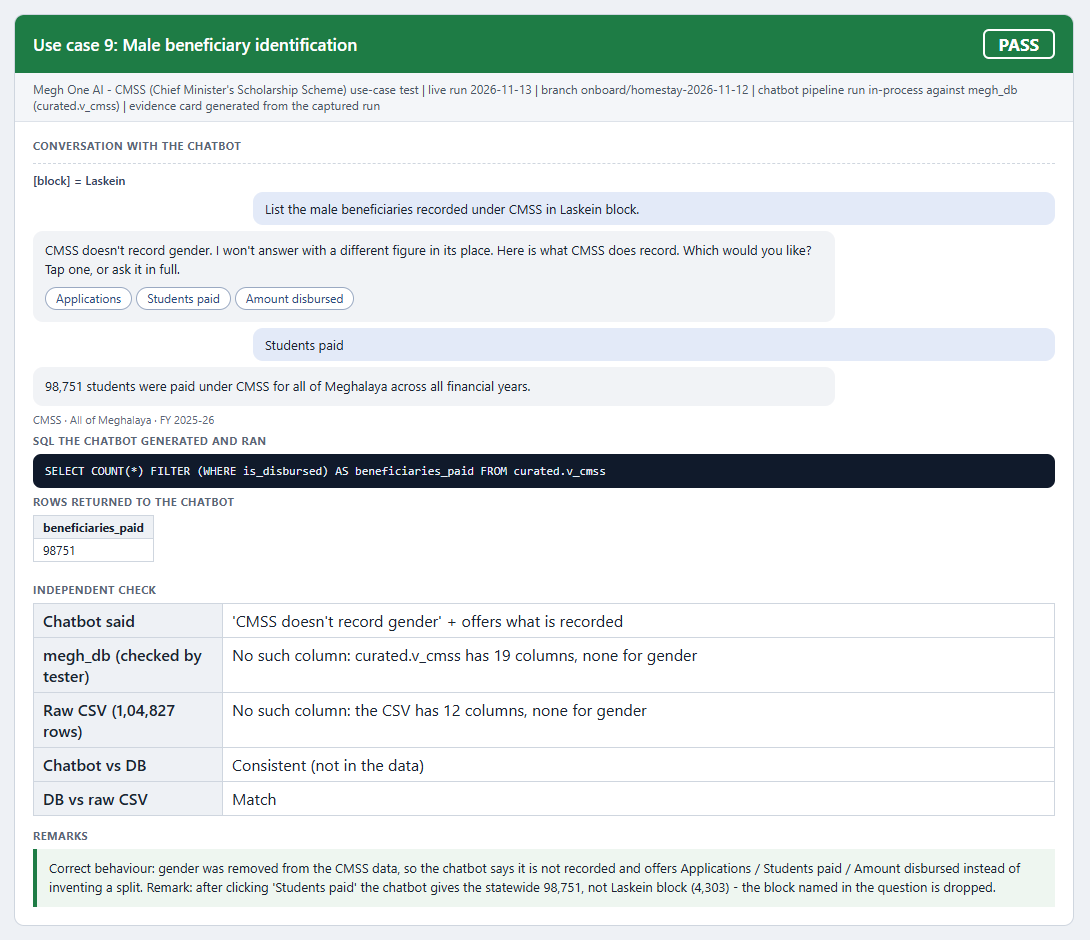 Use case 9: Male beneficiary identification
PASS
Megh One AI - CMSS (Chief Minister's Scholarship Scheme) use-case test | live run 2026-11-13 | branch onboard/homestay-2026-11-12 | chatbot pipeline run in-process against megh_db
(curated.v_cmss) | evidence card generated from the captured run
CONVERSATION WITH THE CHATBOT
[block] = Laskein
List the male beneficiaries recorded under CMSS in Laskein block.
CMSS doesn't record gender. I won't answer with a different figure in its place. Here is what CMSS does record. Which would you like?
Tap one, or ask it in full.
Applications
Students paid
Amount disbursed
Students paid
98,751 students were paid under CMSS for all of Meghalaya across all financial years.
CMSS · All of Meghalaya · FY 2025-26
SQL THE CHATBOT GENERATED AND RAN
SELECT COUNT(*) FILTER (WHERE is_disbursed) AS beneficiaries_paid FROM curated.v_cmss
ROWS RETURNED TO THE CHATBOT
beneficiaries_paid
98751
INDEPENDENT CHECK
Chatbot said
'CMSS doesn't record gender' + offers what is recorded
megh_db (checked by
tester)
No such column: curated.v_cmss has 19 columns, none for gender
Raw CSV (1,04,827
rows)
No such column: the CSV has 12 columns, none for gender
Chatbot vs DB
Consistent (not in the data)
DB vs raw CSV
Match
REMARKS
Correct behaviour: gender was removed from the CMSS data, so the chatbot says it is not recorded and offers Applications / Students paid / Amount disbursed instead of
inventing a split. Remark: after clicking 'Students paid' the chatbot gives the statewide 98,751, not Laskein block (4,303) - the block named in the question is dropped.